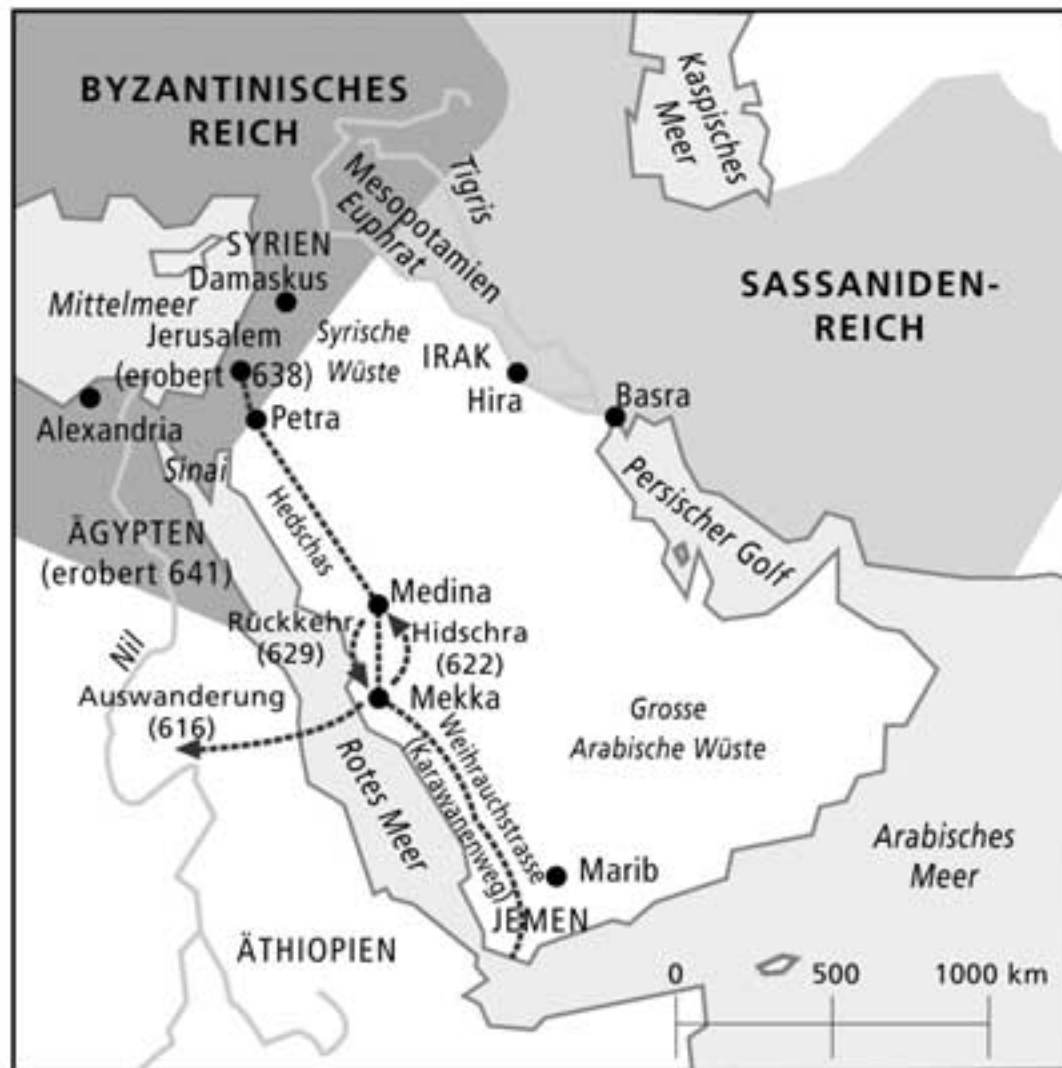 BYZANTINISCHES
REICH
Kaspisches
Meer
Tigris
Mesopotamien
Euphrat
SYRIEN
Damaskus
Mittelmeer
SASSANIDEN-
REICH
Jerusalem
(erobert 638)
Syrische
Wüste
IRAK
Hira
Basra
Alexandria
Petra
Sinai
Persischer Golf
Hedschas
ÄGYPTEN
(erobert 641)
Medina
Rückkehr
(629)
Hidschra
(622)
Nil
Auswanderung
(616)
Mekka
Grosse
Arabische Wüste
Weihrauchstrasse
(Karawanenweg)
Rotes Meer
Marib
Arabisches
Meer
JEMEN
ÄTHIOPIEN
0 500 1000 km